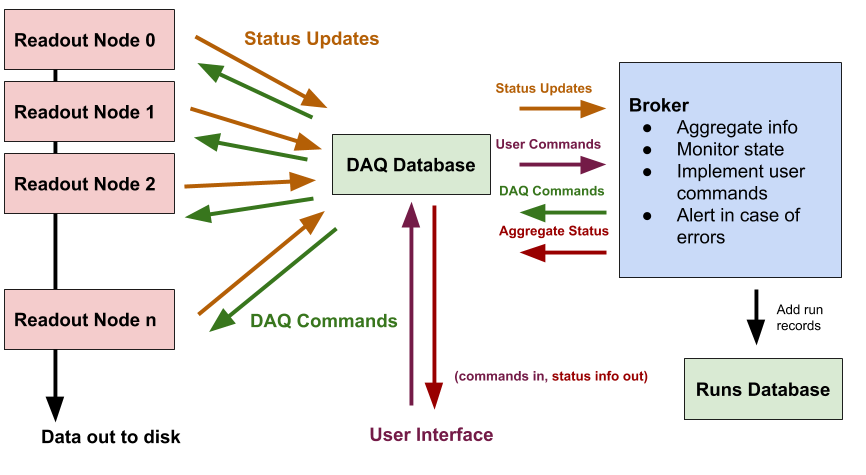 Readout Node 0
Status Updates
Readout Node 1
Readout Node 2
Readout Node n
DAQ Commands
Data out to disk
DAQ Database
Status Updates
User Commands
DAQ Commands
Aggregate Status
Broker
● Aggregate info
● Monitor state
● Implement user
commands
● Alert in case of
errors
Add run
records
Runs Database
(commands in, status info out)
User Interface